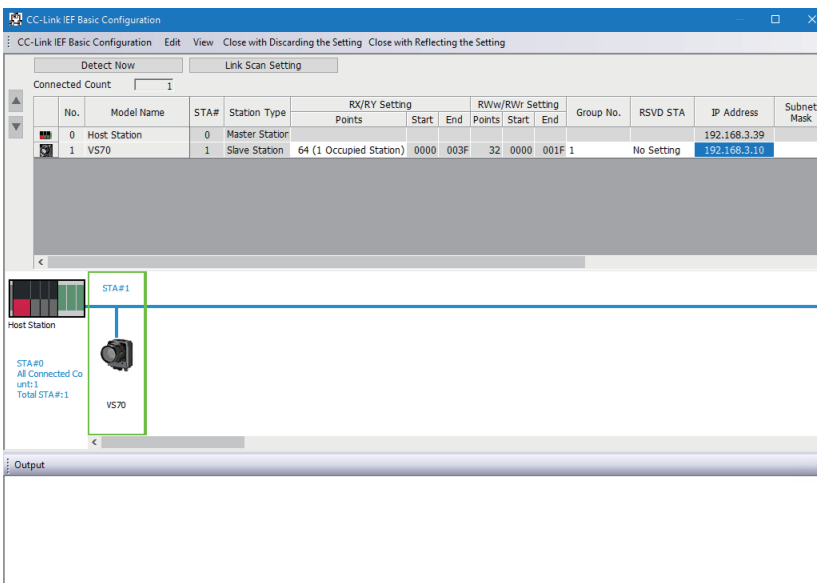 CC-Link IEF Basic Configuration
CC-Link IEF Basic Configuration Edit View Close with Discarding the Setting Close with Reflecting the Setting
Detect Now Link Scan Setting
Connected Count 1
No. Model Name STA# Station Type RX/RY Setting RWw/RWr Setting Group No. RSVD STA IP Address Subnet Mask
Points Start End Points Start End
0 Host Station 0 Master Station 192.168.3.39
1 VS70 1 Slave Station 64 (1 Occupied Station) 0000 003F 32 0000 001F 1 No Setting 192.168.3.10
STA#1
Host Station
STA#0
All Connected Co
unt:1
Total STA#:1
VS70
Output